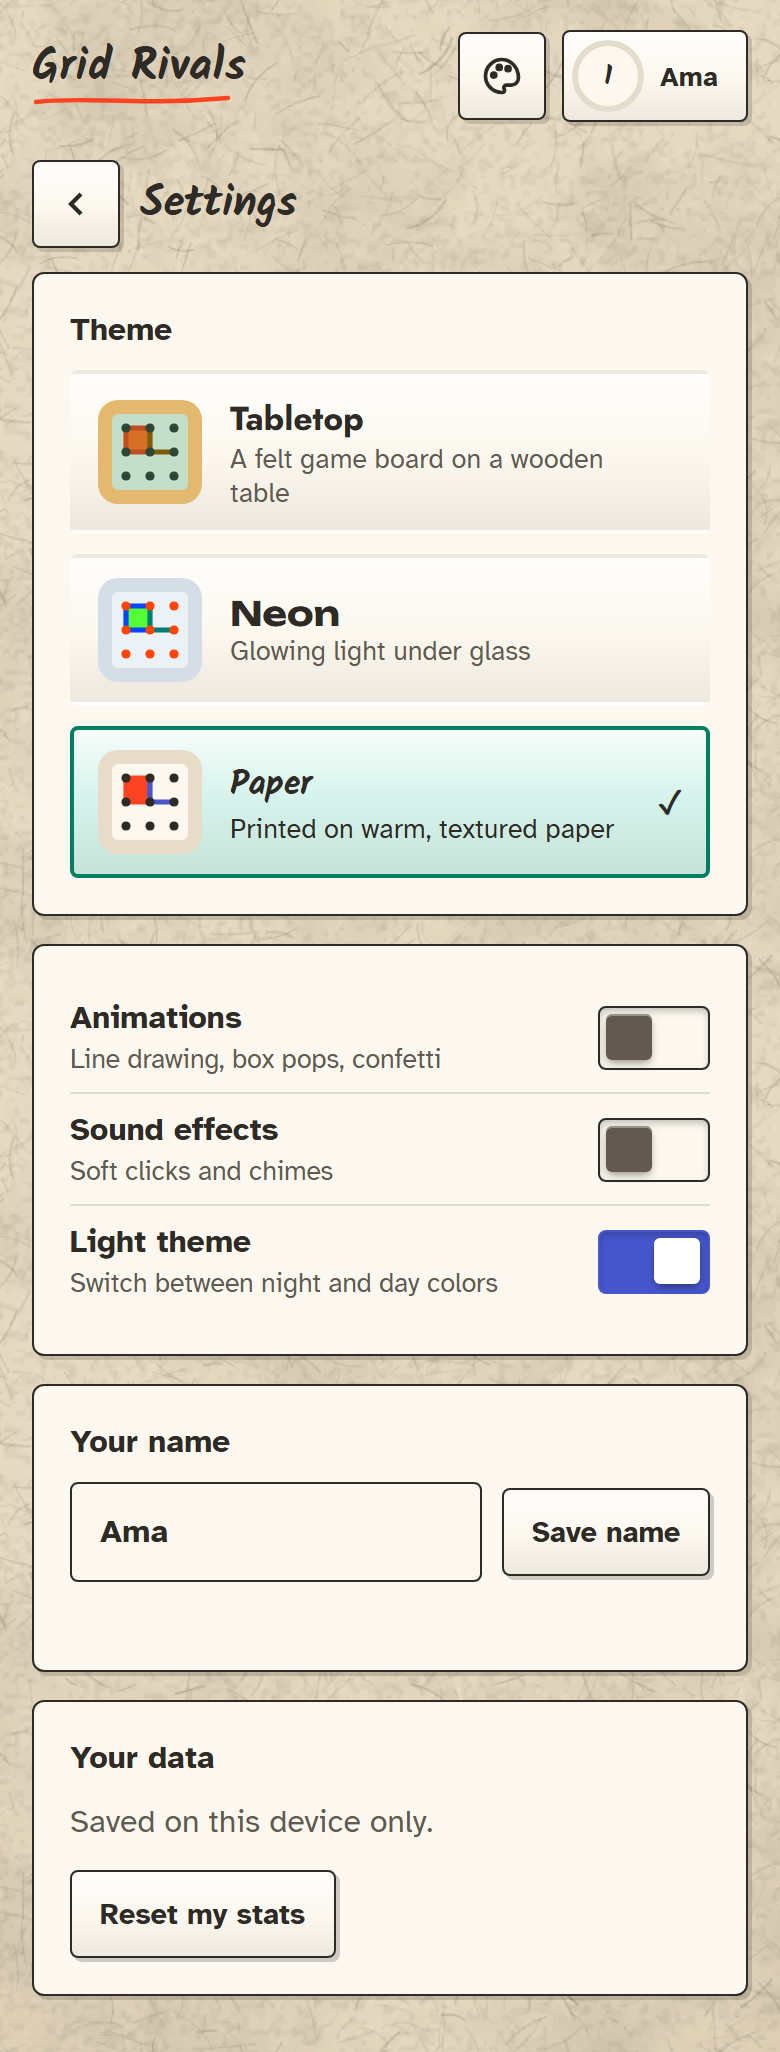 Grid Rivals
1 Ama
Settings
Theme
Tabletop
A felt game board on a wooden
table
Neon
Glowing light under glass
Paper
Printed on warm, textured paper
Animations
Line drawing, box pops, confetti
Sound effects
Soft clicks and chimes
Light theme
Switch between night and day colors
Your name
Ama
Save name
Your data
Saved on this device only.
Reset my stats